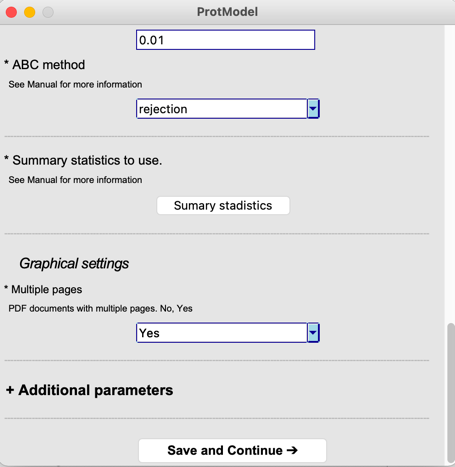 ProtModel
0.01
* ABC method
See Manual for more information
rejection
* Summary statistics to use.
See Manual for more information
Sumary stadistics
Graphical settings
* Multiple pages
PDF documents with multiple pages. No, Yes
Yes
+ Additional parameters
Save and Continue ➔